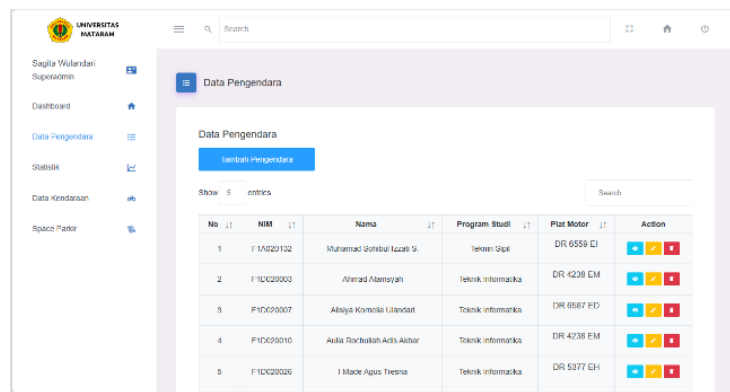 UNIVERSITAS
MATARAM
Search
Sagita Wulandari
Superadmin
Dashboard
Data Pengendara
Statistik
Data Kendaraan
Space Parkir
Data Pengendara
Data Pengendara
Tambah Pengendara
Show 5 entries
Search
No NIM Nama Program Studi Plat Motor Action
1 F1A020132 Muhamad Sohibul Izzati S. Teknin Sipil DR 6559 EI
2 F1D020003 Ahmad Alamsyah Teknik Informatika DR 4239 EM
3 F1D020007 Alisiya Kornelia Ulandari Teknik Informatika DR 6587 ED
4 F1D020010 Aulia Rochullah Adis Akbar Teknik Informatika DR 4238 EM
5 F1D020026 I Made Agus Tresna Teknik Informatika DR 5377 EH